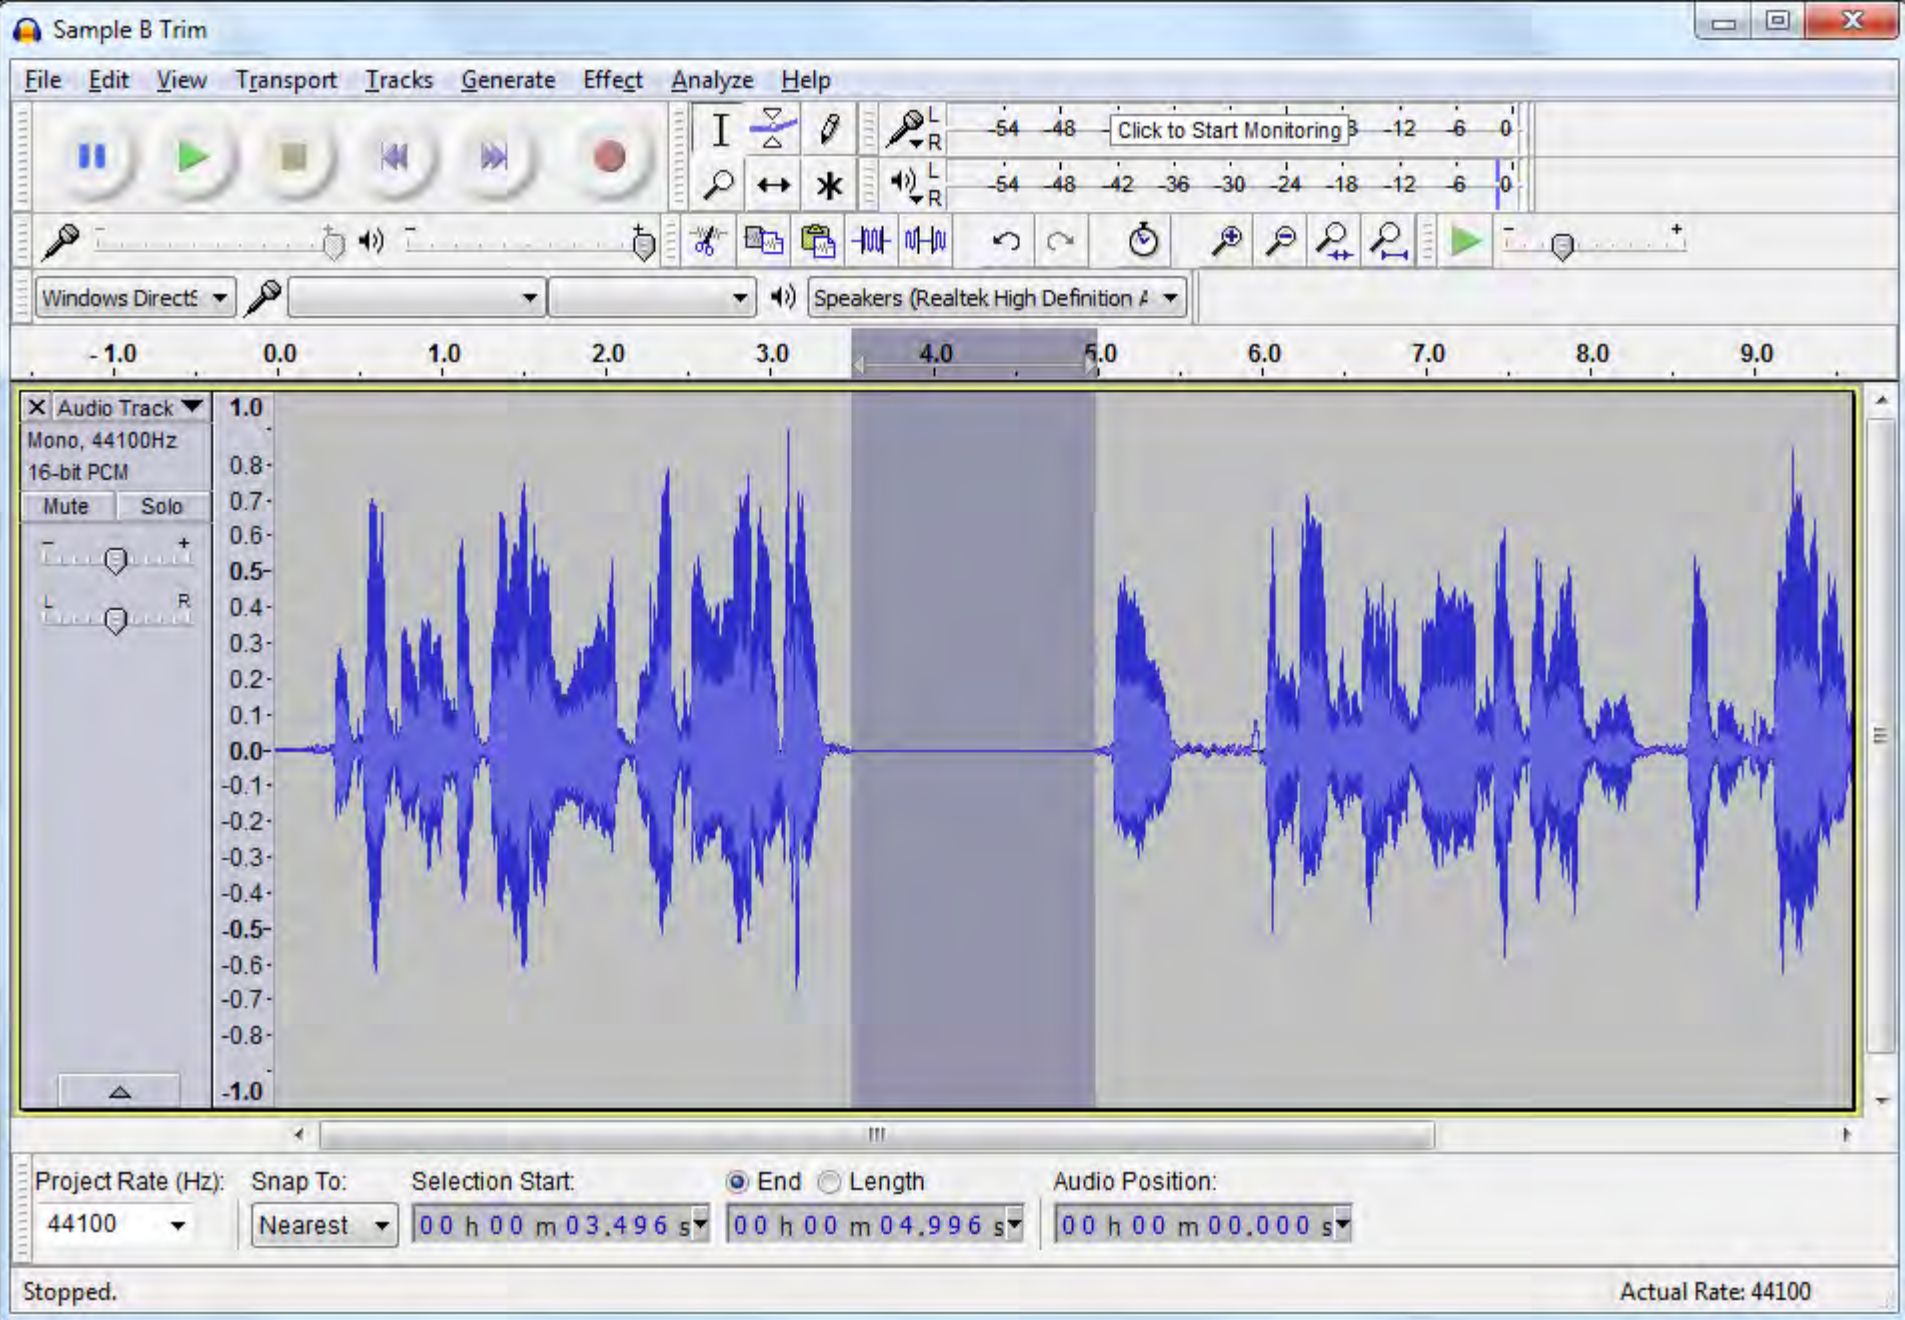 Sample B Trim
File Edit View Transport Tracks Generate Effect Analyze Help
L
R
-54 -48 Click to Start Monitoring -12 -6 0
L
R
-54 -48 -42 -36 -30 -24 -18 -12 -6 0
- +
- +
- +
Windows DirectS
Speakers (Realtek High Definition A
-1.0 0.0 1.0 2.0 3.0 4.0 5.0 6.0 7.0 8.0 9.0
X Audio Track
Mono, 44100Hz
16-bit PCM
Mute Solo
- +
L R
1.0
0.8
0.7
0.6
0.5
0.4
0.3
0.2
0.1
0.0
-0.1
-0.2
-0.3
-0.4
-0.5
-0.6
-0.7
-0.8
-1.0
Project Rate (Hz): Snap To: Selection Start: End Length Audio Position:
44100 Nearest 00 h 00 m 03.496 s 00 h 00 m 04.996 s 00 h 00 m 00.000 s
Stopped. Actual Rate: 44100